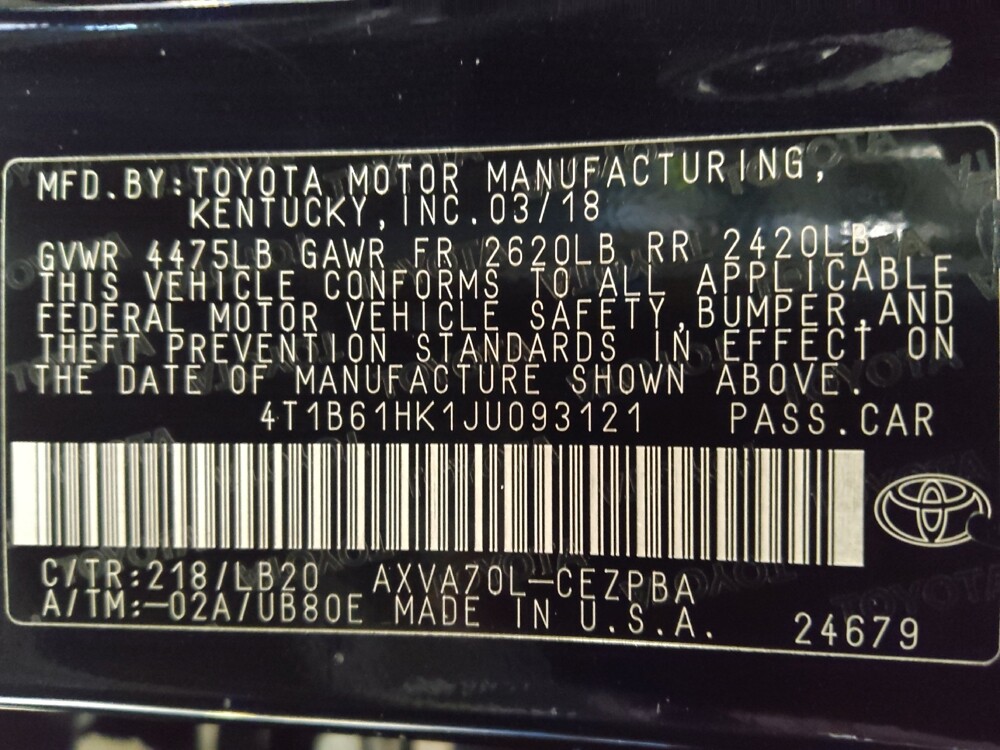 MFD.BY:TOYOTA MOTOR MANUFACTURING,
KENTUCKY,INC.03/18
GVWR 4475LB GAWR FR 2620LB RR 2420LB
THIS VEHICLE CONFORMS TO ALL APPLICABLE
FEDERAL MOTOR VEHICLE SAFETY,BUMPER,AND
THEFT PREVENTION STANDARDS IN EFFECT ON
THE DATE OF MANUFACTURE SHOWN ABOVE.
4T1B61HK1JU093121 PASS.CAR
C/TR:218/LB20 AXVA70L-CEZPBA
A/TM:-02A/UB80E MADE IN U.S.A. 24679